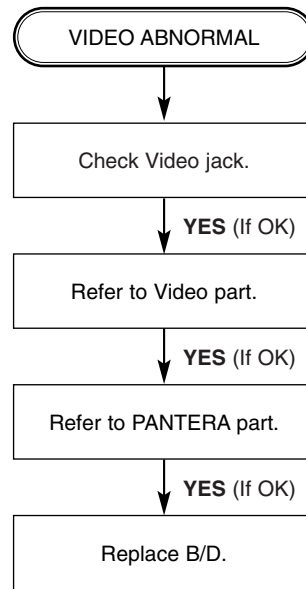 VIDEO ABNORMAL
Check Video jack.
YES (If OK)
Refer to Video part.
YES (If OK)
Refer to PANTERA part.
YES (If OK)
Replace B/D.